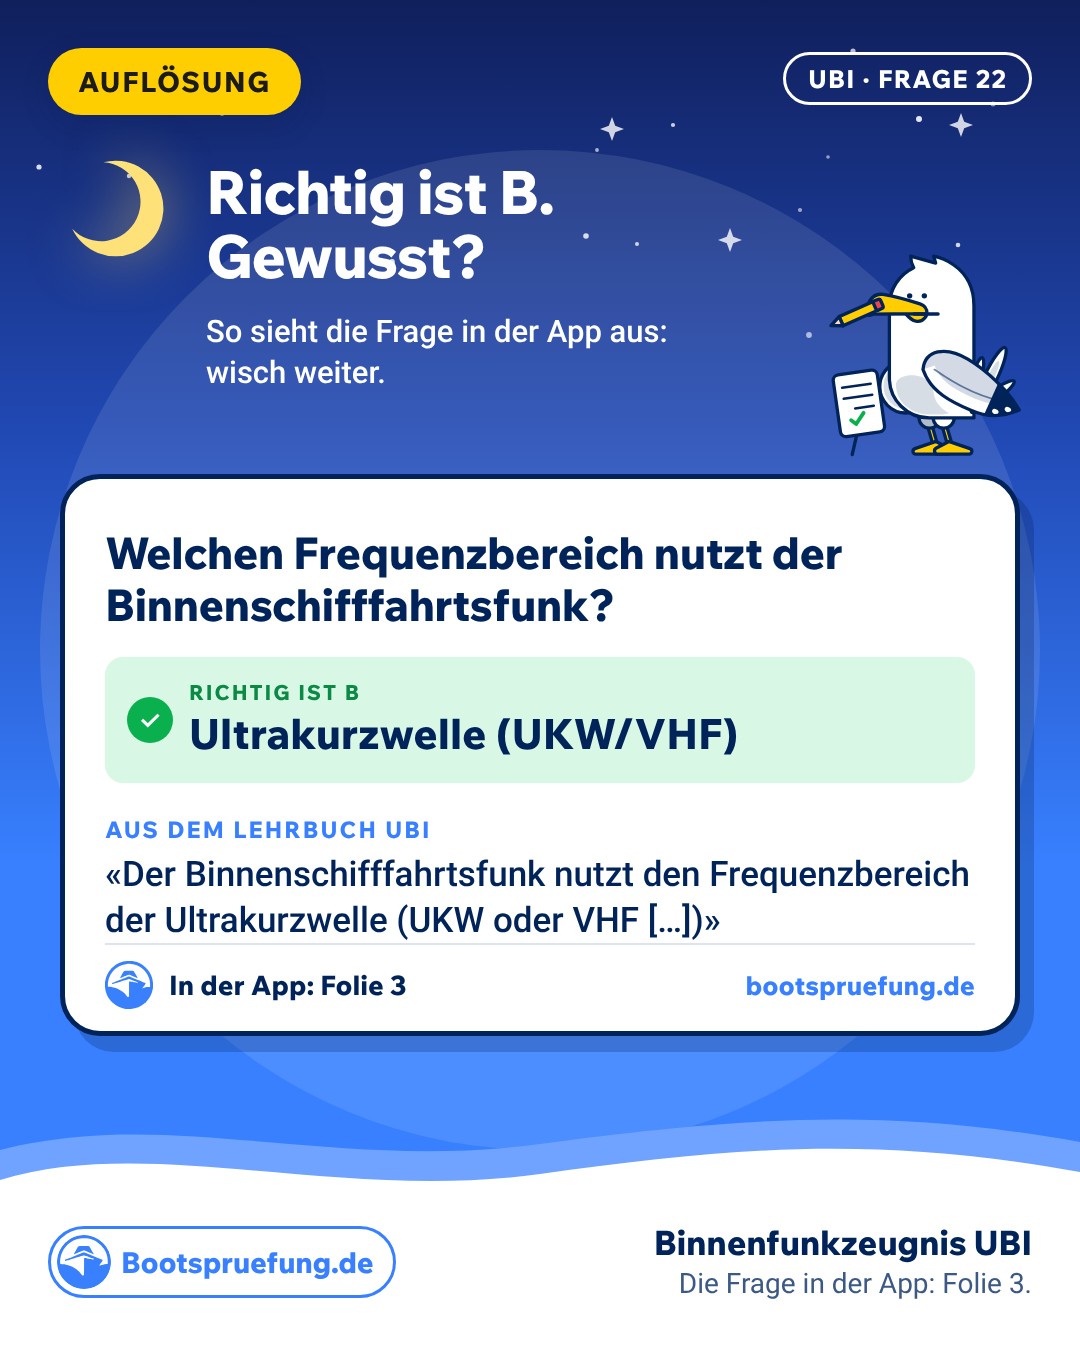 AUFLÖSUNG
UBI · FRAGE 22
Richtig ist B.
Gewusst?
So sieht die Frage in der App aus:
wisch weiter.
Welchen Frequenzbereich nutzt der
Binnenschifffahrtsfunk?
RICHTIG IST B
Ultrakurzwelle (UKW/VHF)
AUS DEM LEHRBUCH UBI
«Der Binnenschifffahrtsfunk nutzt den Frequenzbereich
der Ultrakurzwelle (UKW oder VHF [...])»
In der App: Folie 3
bootspruefung.de
Bootspruefung.de
Binnenfunkzeugnis UBI
Die Frage in der App: Folie 3.